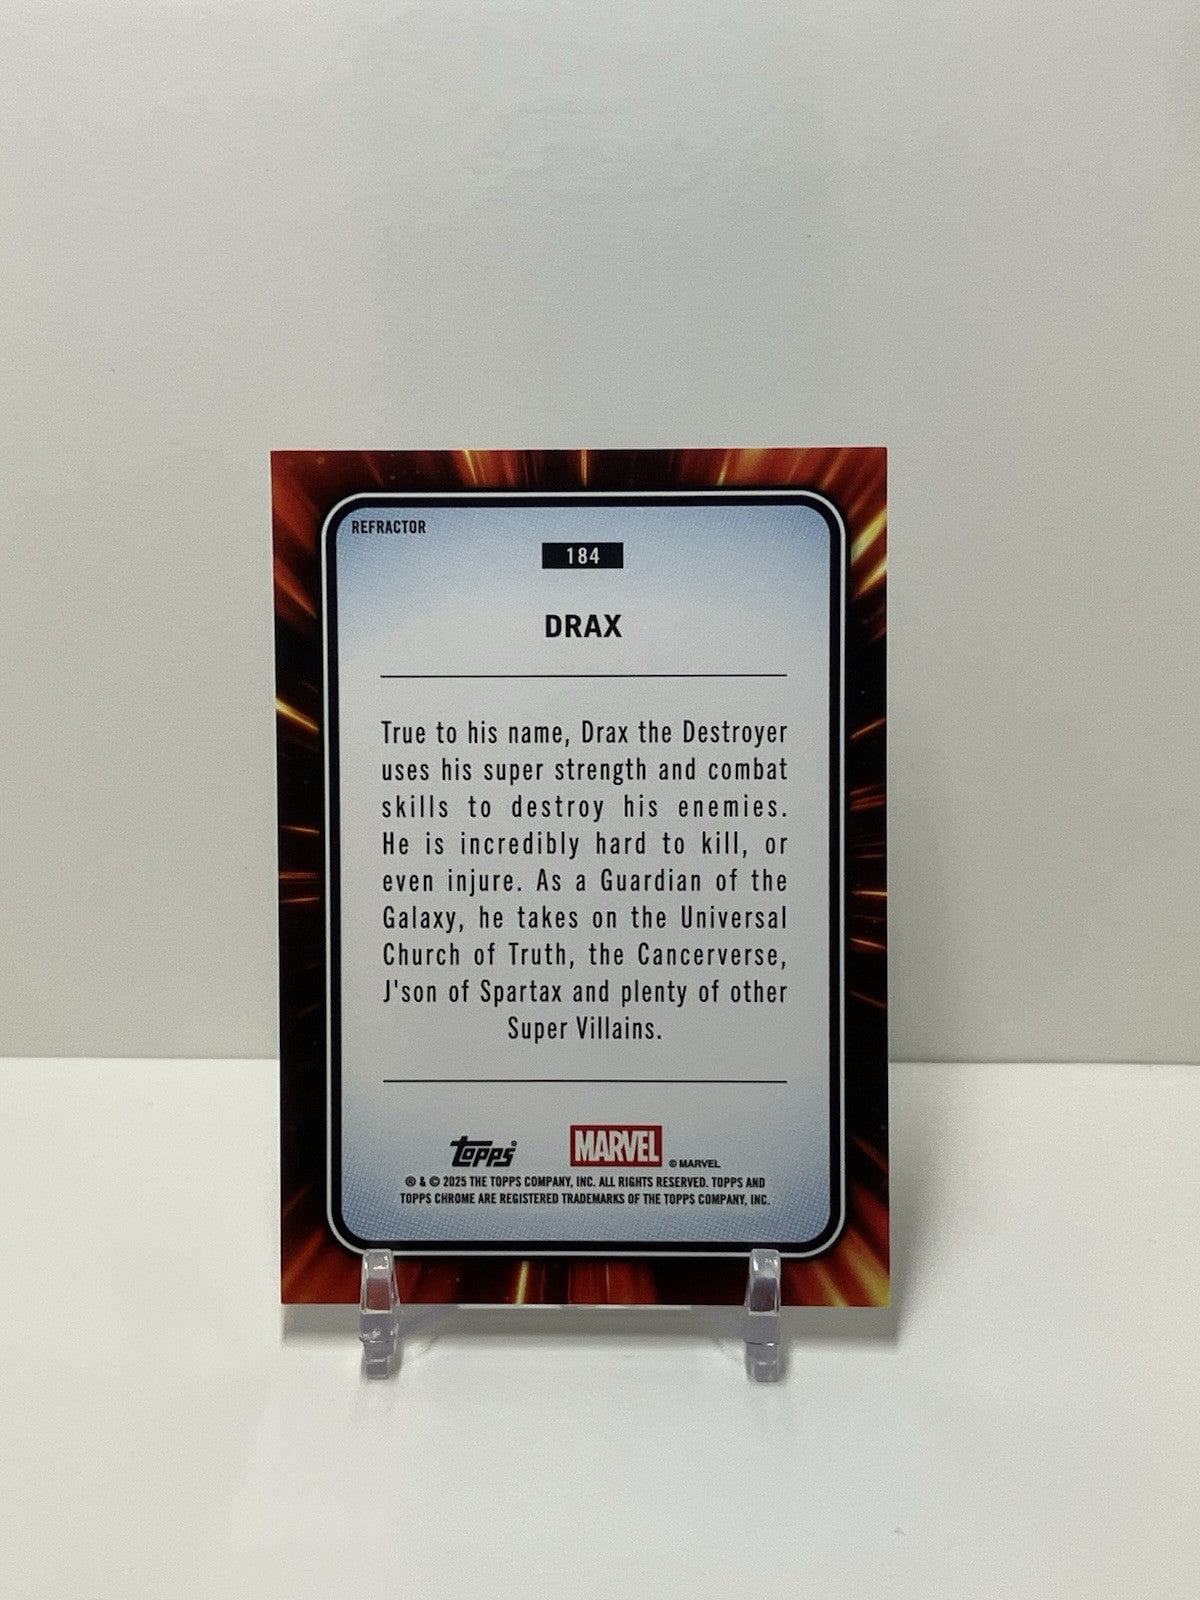 REFRACTOR
184
DRAX
True to his name, Drax the Destroyer
uses his super strength and combat
skills to destroy his enemies.
He is incredibly hard to kill, or
even injure. As a Guardian of the
Galaxy, he takes on the Universal
Church of Truth, the Cancerverse,
J'son of Spartax and plenty of other
Super Villains.
topps® MARVEL © MARVEL
® & © 2025 THE TOPPS COMPANY, INC. ALL RIGHTS RESERVED. TOPPS AND
TOPPS CHROME ARE REGISTERED TRADEMARKS OF THE TOPPS COMPANY, INC.